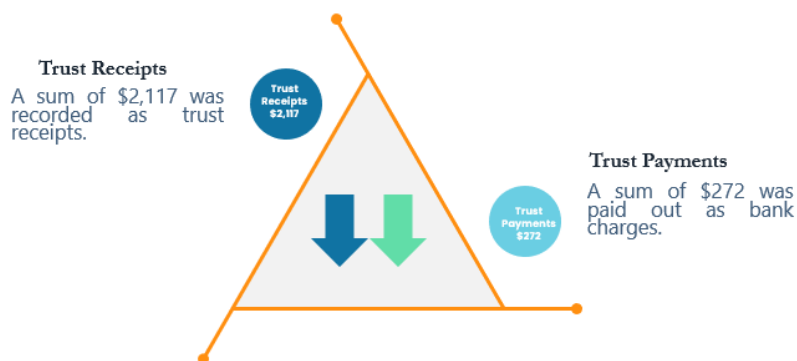 Trust Receipts
A sum of $2,117 was
recorded as trust
receipts.
Trust
Receipts
$2,117
Trust Payments
A sum of $272 was
paid out as bank
charges.
Trust
Payments
$272